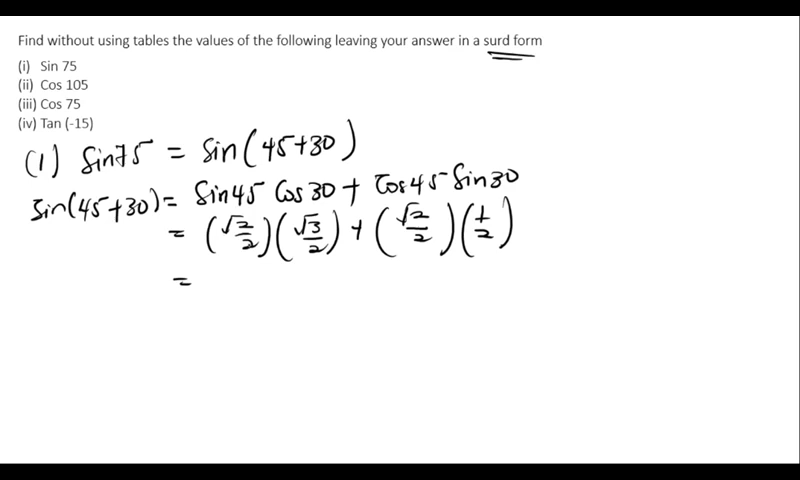 Find without using tables the values of the following leaving your answer in a surd form
(i) Sin 75
(ii) Cos 105
(iii) Cos 75
(iv) Tan (-15)
(1) Sin75 = Sin(45+30)
Sin(45+30) = Sin45 Cos30 + Cos45 Sin30
= (√2/2)(√3/2) + (√2/2)(1/2)
=